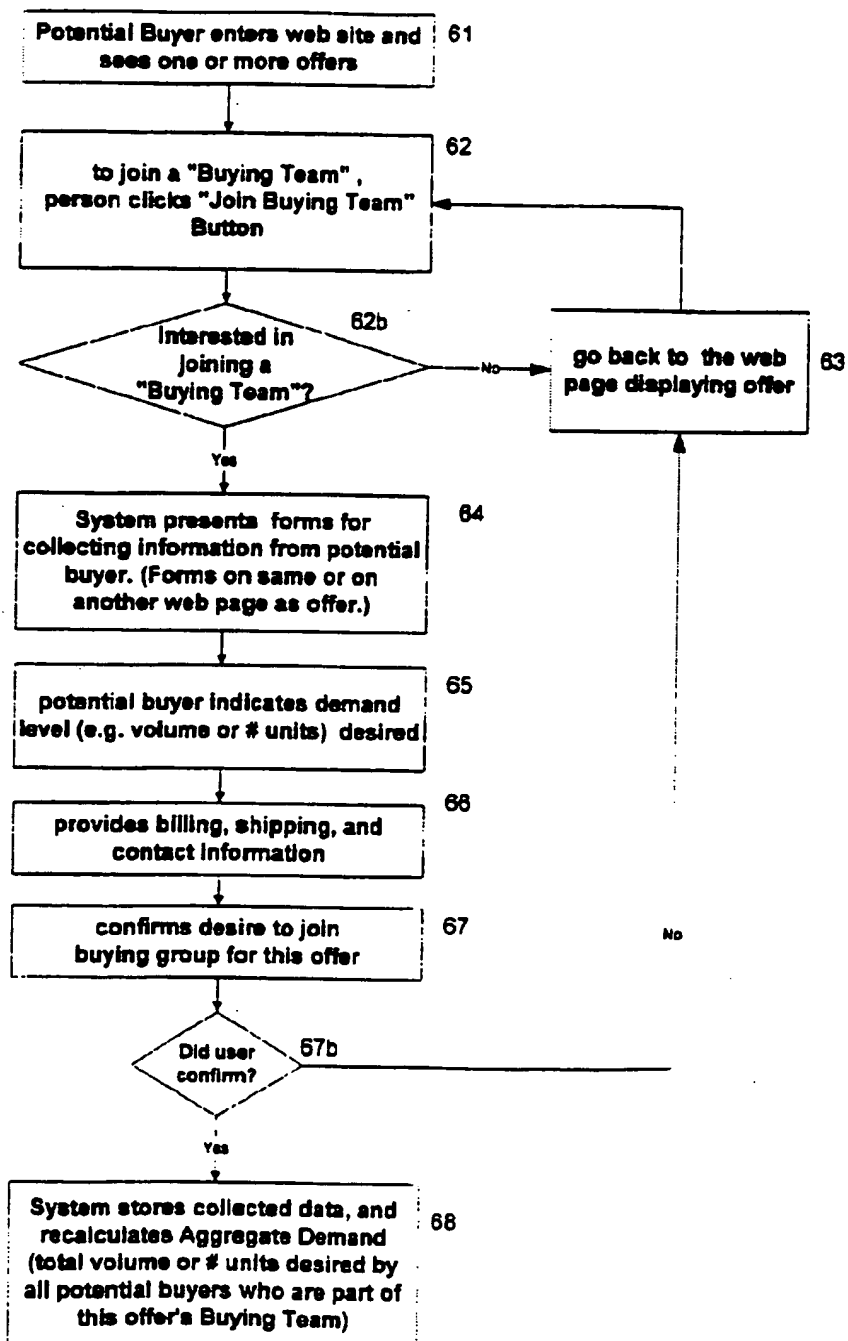 Potential Buyer enters web site and
sees one or more offers
61
62
to join a "Buying Team" ,
person clicks "Join Buying Team"
Button
62b
Interested in
joining a
"Buying Team"?
No
go back to the web
page displaying offer
63
Yes
64
System presents forms for
collecting information from potential
buyer. (Forms on same or on
another web page as offer.)
65
potential buyer indicates demand
level (e.g. volume or # units) desired
66
provides billing, shipping, and
contact information
67
confirms desire to join
buying group for this offer
No
67b
Did user
confirm?
Yes
System stores collected data, and
recalculates Aggregate Demand
(total volume or # units desired by
all potential buyers who are part of
this offer's Buying Team)
68